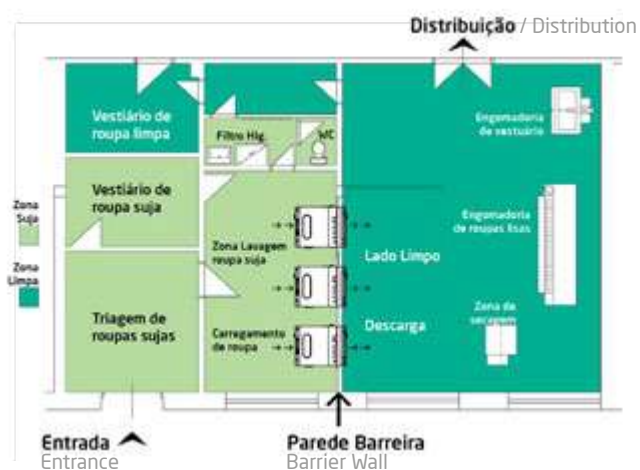 Distribuição / Distribution
Vestiário de
roupa limpa
Filtro Hig.
WC
Engomadoria
de vestuário
Vestiário de
roupa suja
Zona
Suja
Zona Lavagem
roupa suja
Engomadoria
de roupas lisas
Lado Limpo
Zona
Limpa
Triagem de
roupas sujas
Carregamento
de roupa
Descarga
Zona de
secagem
Entrada
Entrance
Parede Barreira
Barrier Wall